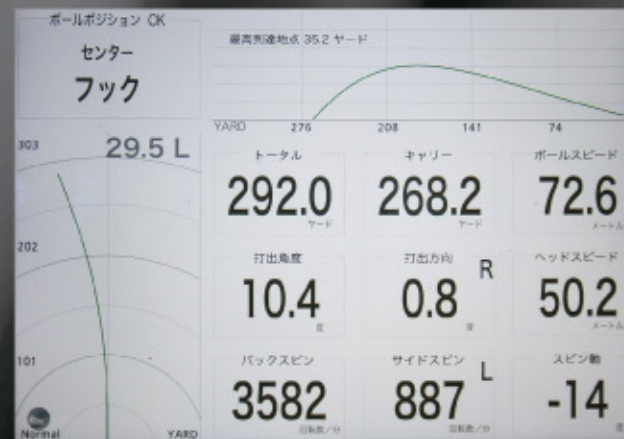 ボールポジション OK
センター
フック
最高到達地点 35.2 ヤード
YARD 276 208 141 74
303
29.5 L
202
101
Normal YARD
トータル キャリー ボールスピード
292.0 268.2 72.6
ヤード ヤード メートル
打出角度 打出方向 R ヘッドスピード
10.4 0.8 50.2
度 度 メートル
バックスピン サイドスピン L スピン軸
3582 887 -14
回転数/分 回転数/分 度